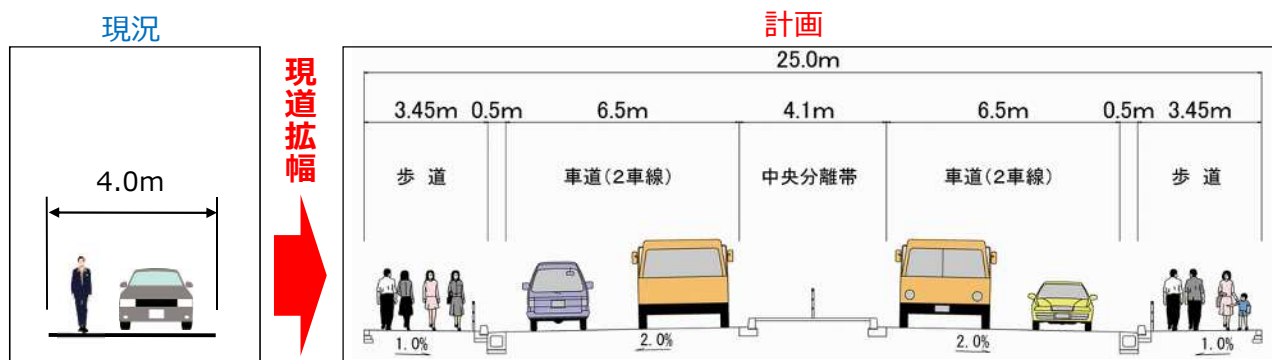 現況
4.0m
現道拡幅
計画
25.0m
3.45m 0.5m 6.5m 4.1m 6.5m 0.5m 3.45m
歩 道 車道(2車線) 中央分離帯 車道(2車線) 歩 道
1.0% 2.0% 2.0% 1.0%